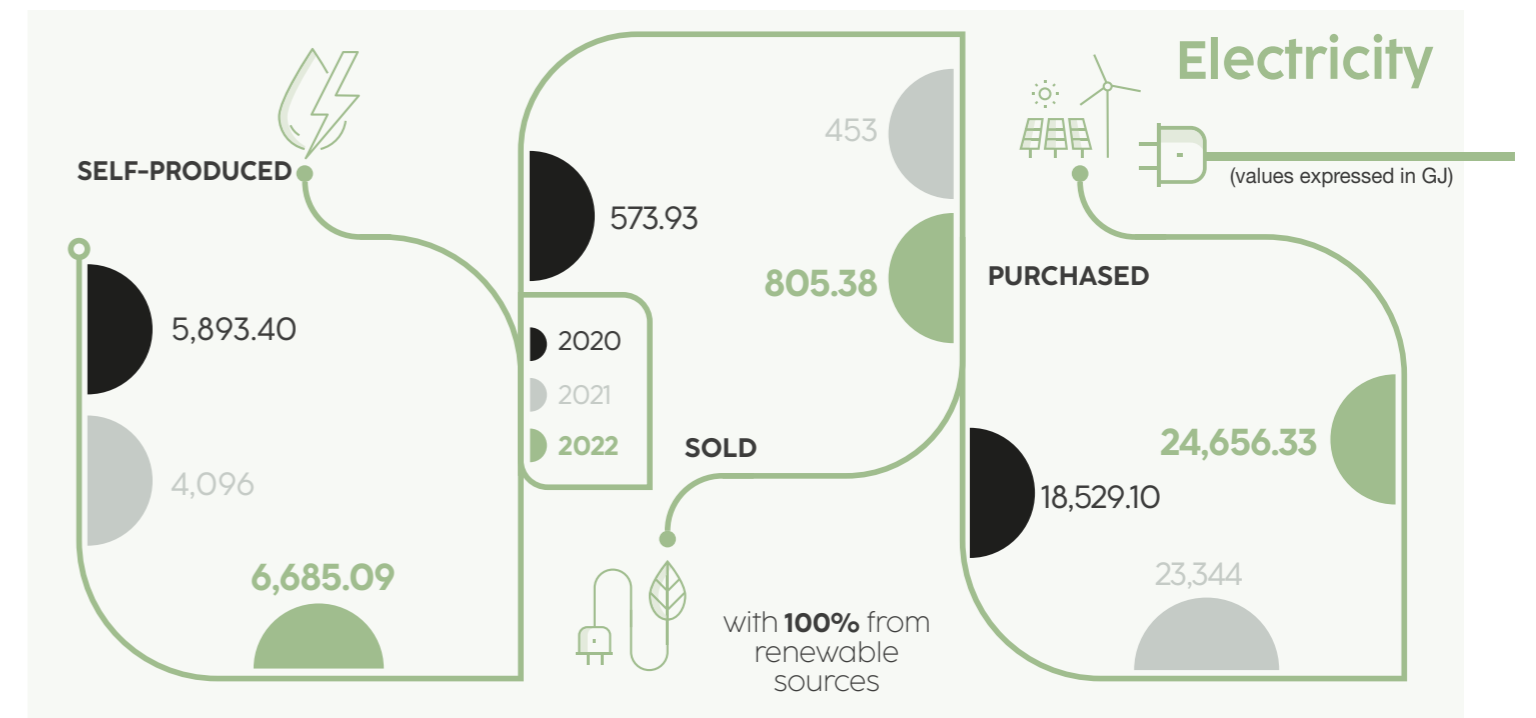 Electricity
(values expressed in GJ)
SELF-PRODUCED
5,893.40
4,096
6,685.09
573.93
453
805.38
2020
2021
2022
SOLD
with 100% from
renewable
sources
PURCHASED
18,529.10
23,344
24,656.33